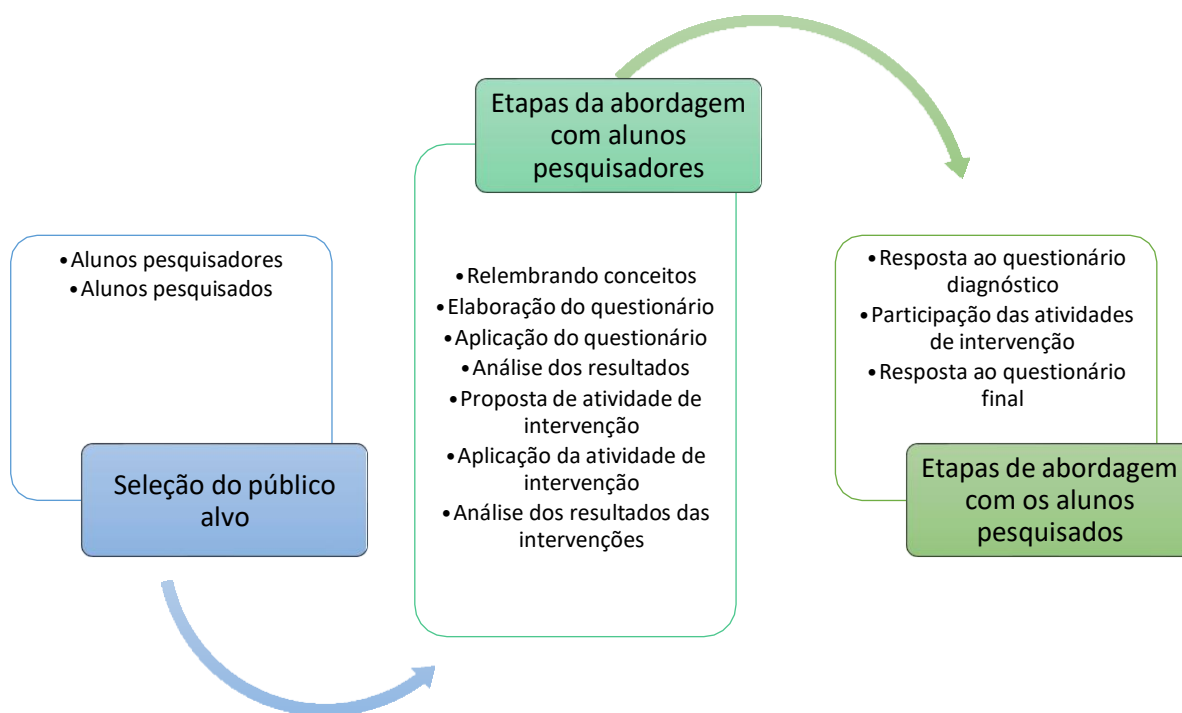 •Alunos pesquisadores
•Alunos pesquisados
Seleção do público
alvo
Etapas da abordagem
com alunos
pesquisadores
•Relembrando conceitos
•Elaboração do questionário
•Aplicação do questionário
•Análise dos resultados
•Proposta de atividade de
intervenção
•Aplicação da atividade de
intervenção
•Análise dos resultados das
intervenções
•Resposta ao questionário
diagnóstico
•Participação das atividades
de intervenção
•Resposta ao questionário
final
Etapas de abordagem
com os alunos
pesquisados